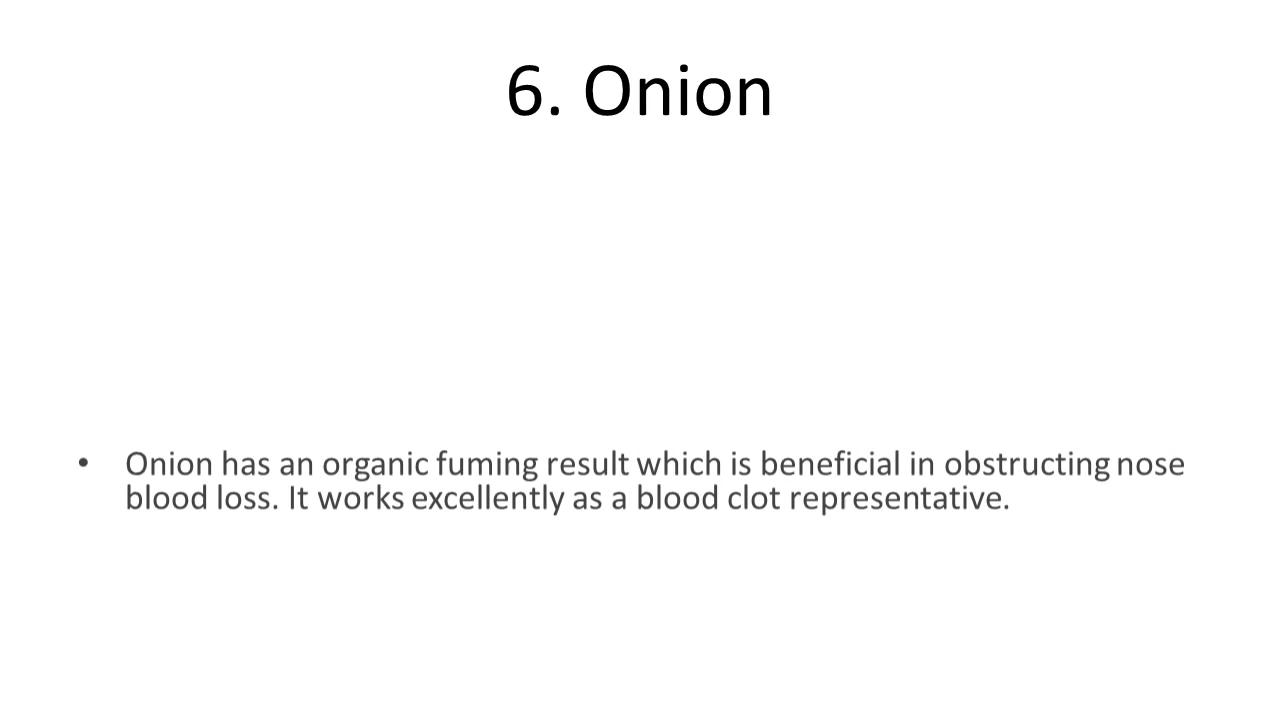 6. Onion
• Onion has an organic fuming result which is beneficial in obstructing nose
blood loss. It works excellently as a blood clot representative.